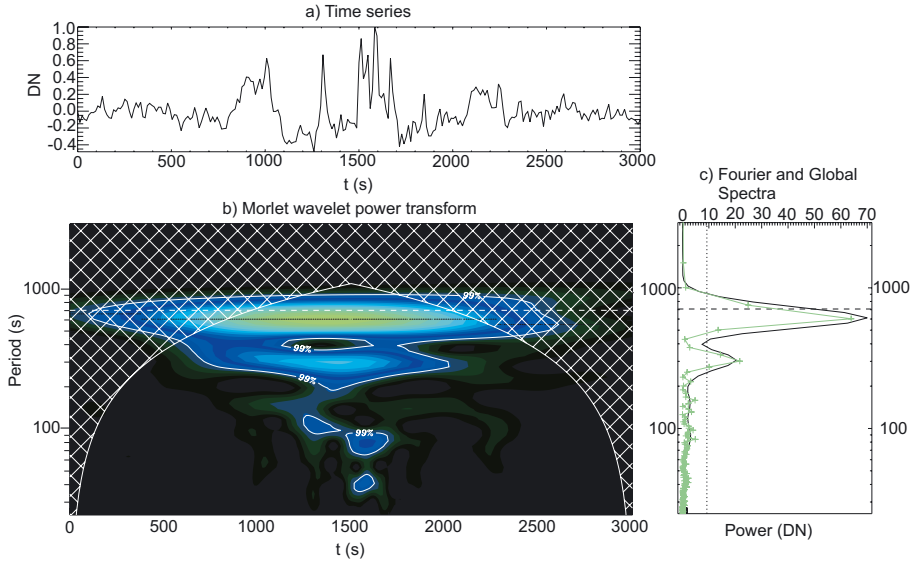 a) Time series
1.0
0.8
0.6
0.4
0.2
0.0
-0.2
-0.4
DN
0 500 1000 1500 2000 2500 3000
t (s)
b) Morlet wavelet power transform
1000
100
Period (s)
99%
99%
99%
99%
0 500 1000 1500 2000 2500 3000
t (s)
c) Fourier and Global
Spectra
0 10 20 30 40 50 60 70
1000 1000
100 100
Power (DN)